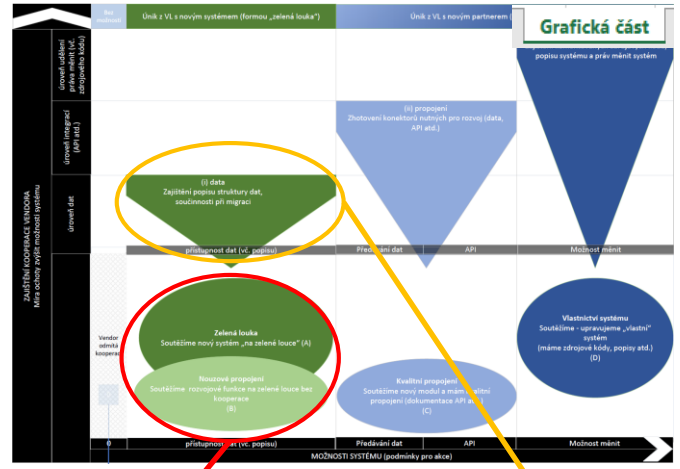 Bez
možností
Únik z VL s novým systémem (formou „zelená louka“)
Únik z VL s novým partnerem (
Grafická část
ZAJIŠTĚNÍ KOOPERACE VENDORA
Míra ochoty zvýšit možnosti systému
úroveň udělení
práva měnit (vč.
zdrojového kódu)
úroveň integrací
(API atd.)
úroveň dat
popisu systému a práv měnit systém
(ii) propojení
Zhotovení konektorů nutných pro rozvoj (data,
API atd.)
(i) data
Zajištění popisu struktury dat,
součinnosti při migraci
přístupnost dat (vč. popisu)
Předávání dat
API
Možnost měnit
Vendor
odmítá
kooperaci
Zelená louka
Soutěžíme nový systém „na zelené louce“ (A)
Nouzové propojení
Soutěžíme rozvojové funkce na zelené louce bez
kooperace
(B)
Kvalitní propojení
Soutěžíme nový modul a mám kvalitní
propojení (dokumentace API atd.)
(C)
Vlastnictví systému
Soutěžíme - upravujeme „vlastní“
systém
(máme zdrojové kódy, popisy atd.)
(D)
0
přístupnost dat (vč. popisu)
Předávání dat
API
Možnost měnit
MOŽNOSTI SYSTÉMU (podmínky pro akce)